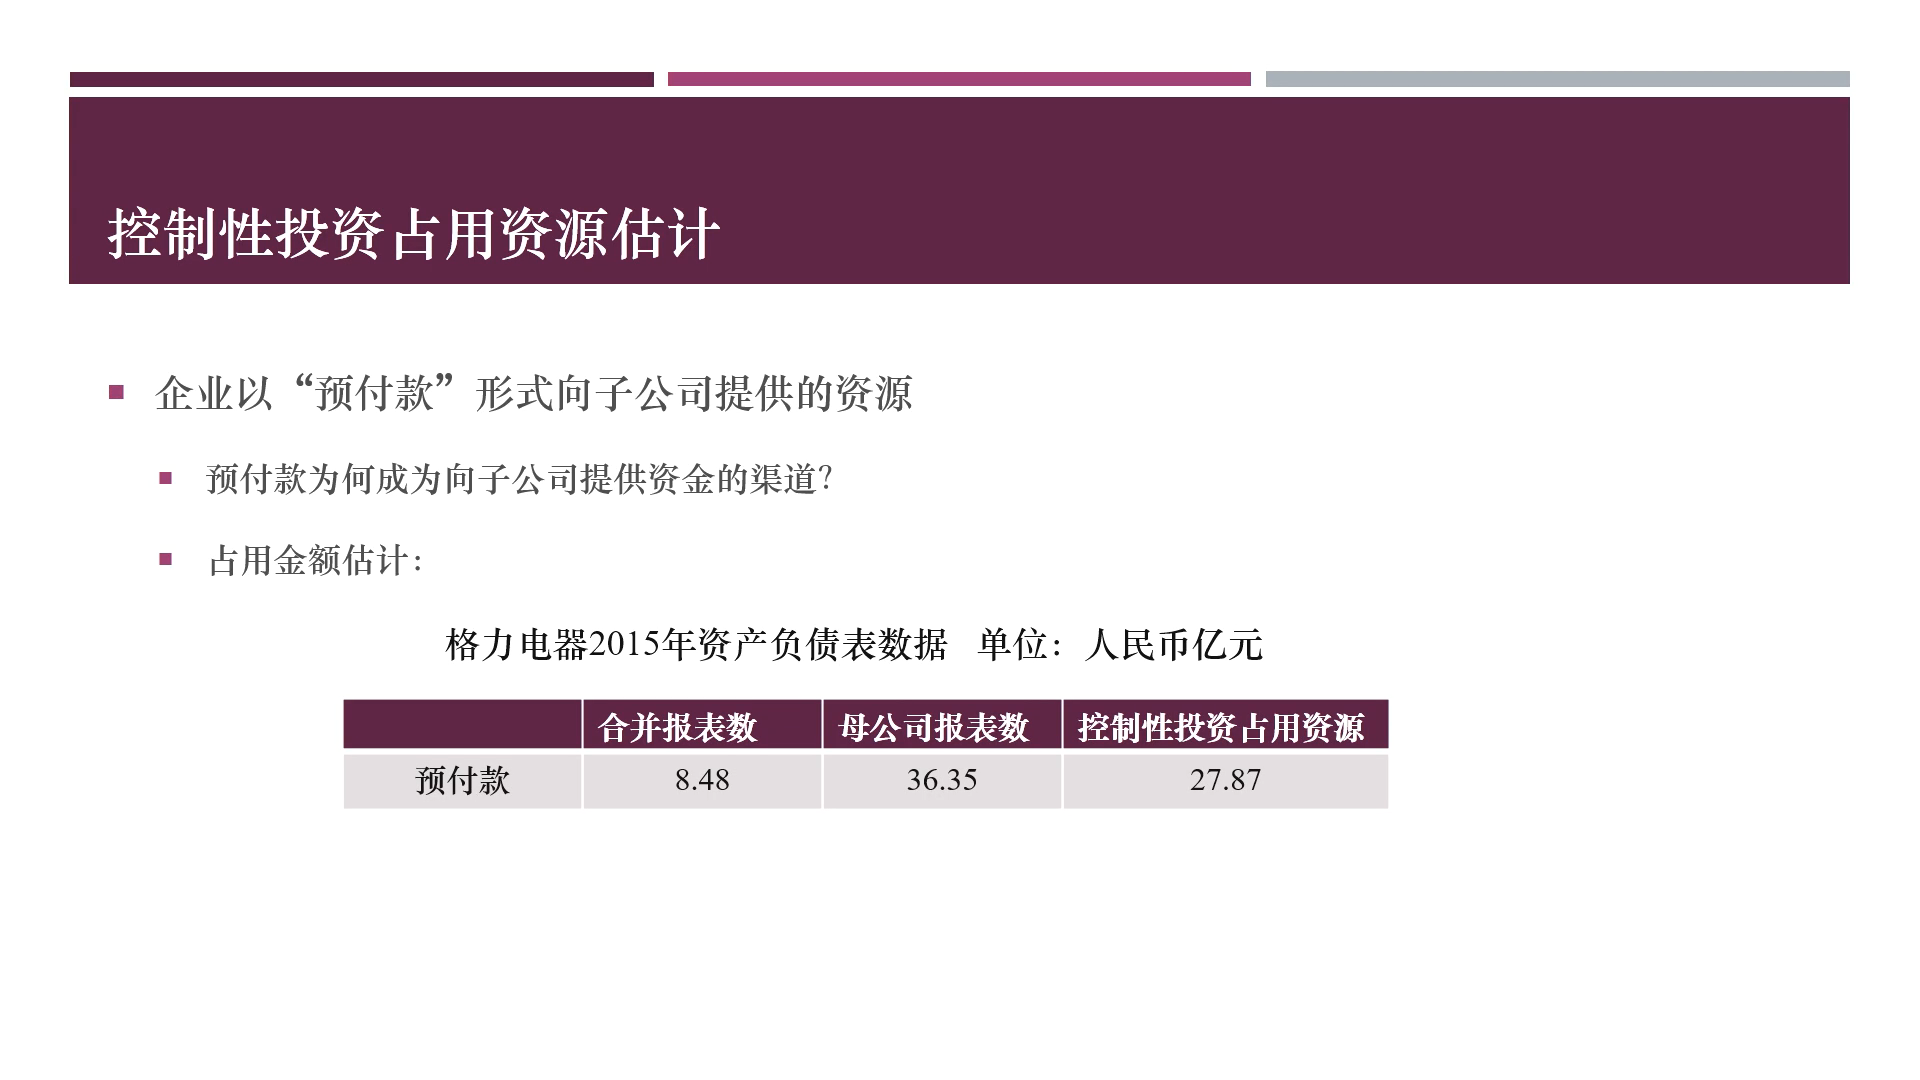 控制性投资占用资源估计
企业以“预付款”形式向子公司提供的资源
预付款为何成为向子公司提供资金的渠道？
占用金额估计：
格力电器2015年资产负债表数据 单位：人民币亿元
合并报表数 母公司报表数 控制性投资占用资源
预付款 8.48 36.35 27.87